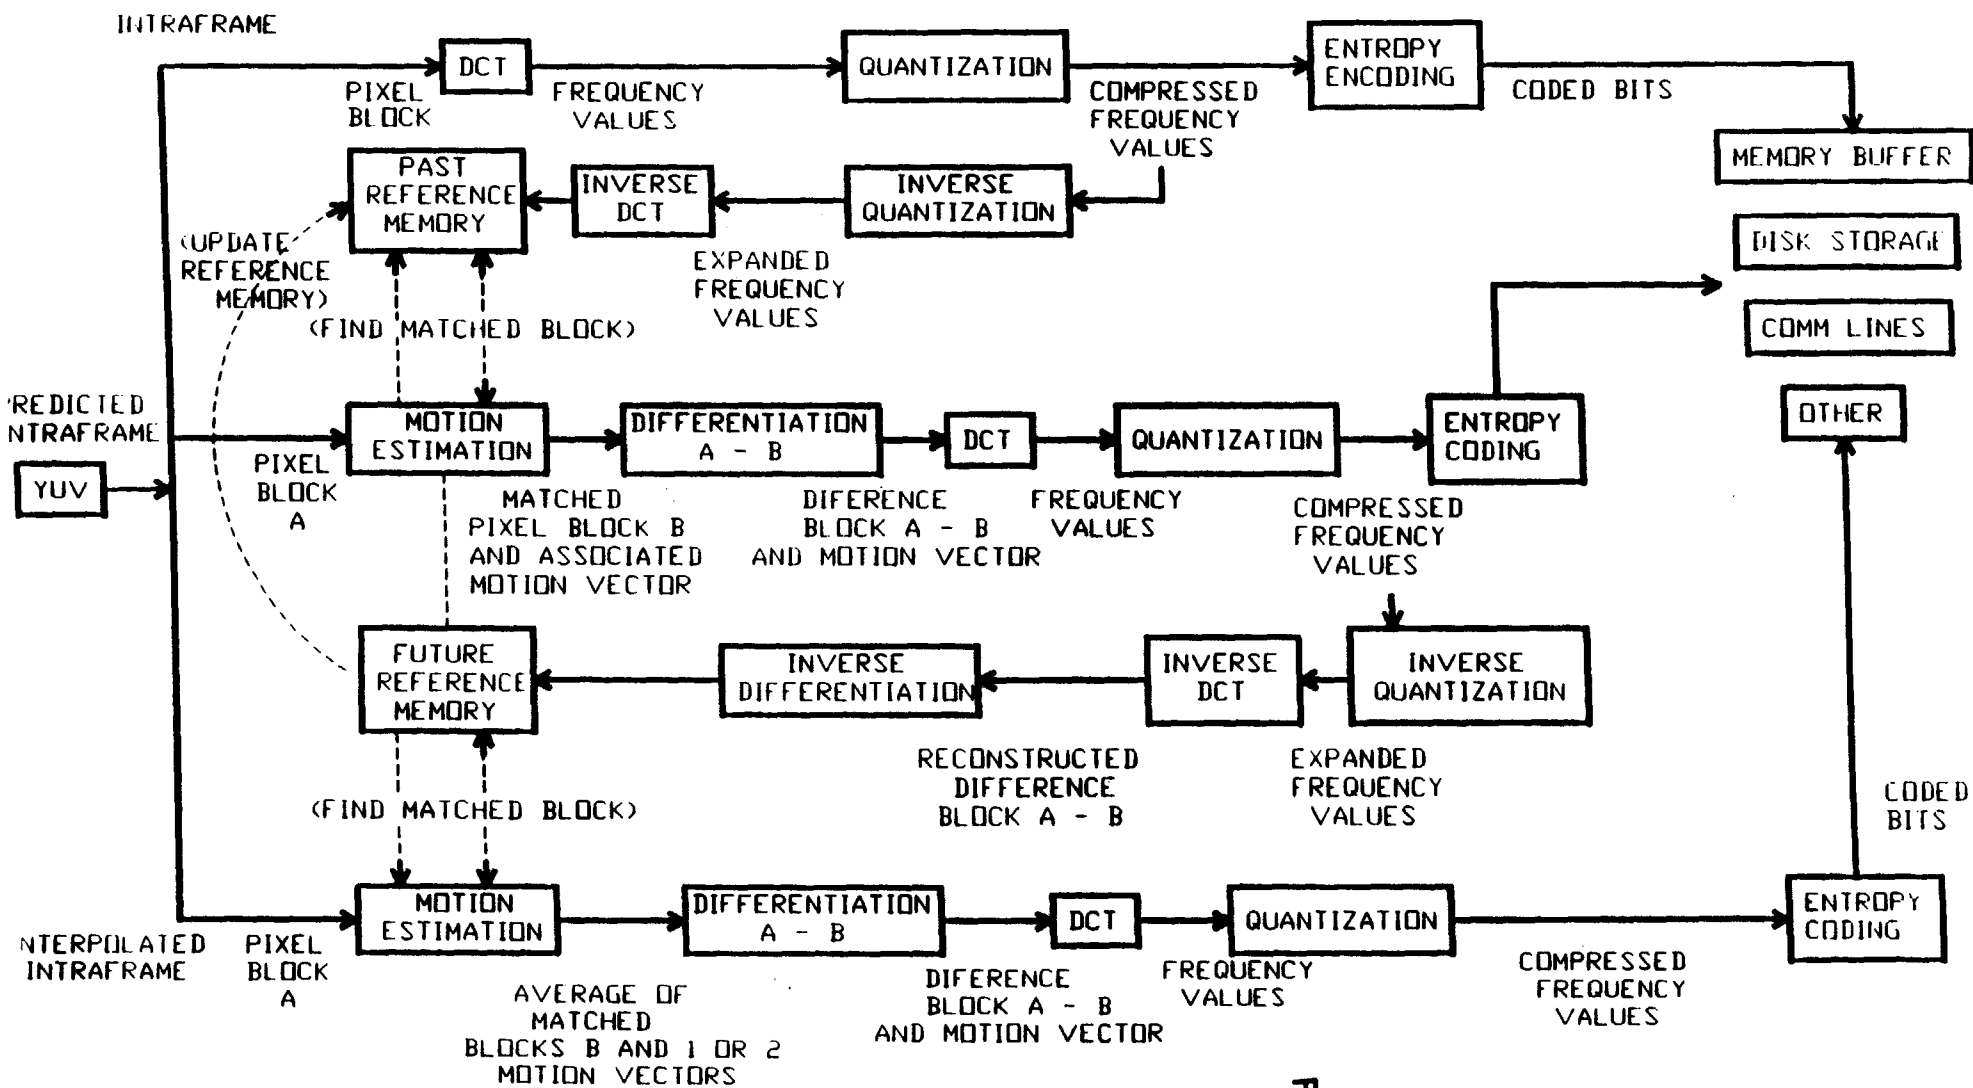 INTRAFRAME
DCT
QUANTIZATION
ENTROPY
ENCODING
PIXEL
BLOCK
FREQUENCY
VALUES
COMPRESSED
FREQUENCY
VALUES
CODED BITS
MEMORY BUFFER
PAST
REFERENCE
MEMORY
INVERSE
DCT
INVERSE
QUANTIZATION
(UPDATE
REFERENCE
MEMORY)
EXPANDED
FREQUENCY
VALUES
DISK STORAGE
(FIND MATCHED BLOCK)
COMM LINES
OTHER
REDICTED
NTRAFRAME
YUV
PIXEL
BLOCK
A
MOTION
ESTIMATION
DIFFERENTIATION
A - B
DCT
QUANTIZATION
ENTROPY
CODING
MATCHED
PIXEL BLOCK B
AND ASSOCIATED
MOTION VECTOR
DIFERENCE
BLOCK A - B
AND MOTION VECTOR
FREQUENCY
VALUES
COMPRESSED
FREQUENCY
VALUES
FUTURE
REFERENCE
MEMORY
INVERSE
DIFFERENTIATION
INVERSE
DCT
INVERSE
QUANTIZATION
RECONSTRUCTED
DIFFERENCE
BLOCK A - B
EXPANDED
FREQUENCY
VALUES
(FIND MATCHED BLOCK)
CODED
BITS
NTERPOLATED
INTRAFRAME
PIXEL
BLOCK
A
MOTION
ESTIMATION
DIFFERENTIATION
A - B
DCT
QUANTIZATION
ENTROPY
CODING
AVERAGE OF
MATCHED
BLOCKS B AND 1 OR 2
MOTION VECTORS
DIFERENCE
BLOCK A - B
AND MOTION VECTOR
FREQUENCY
VALUES
COMPRESSED
FREQUENCY
VALUES